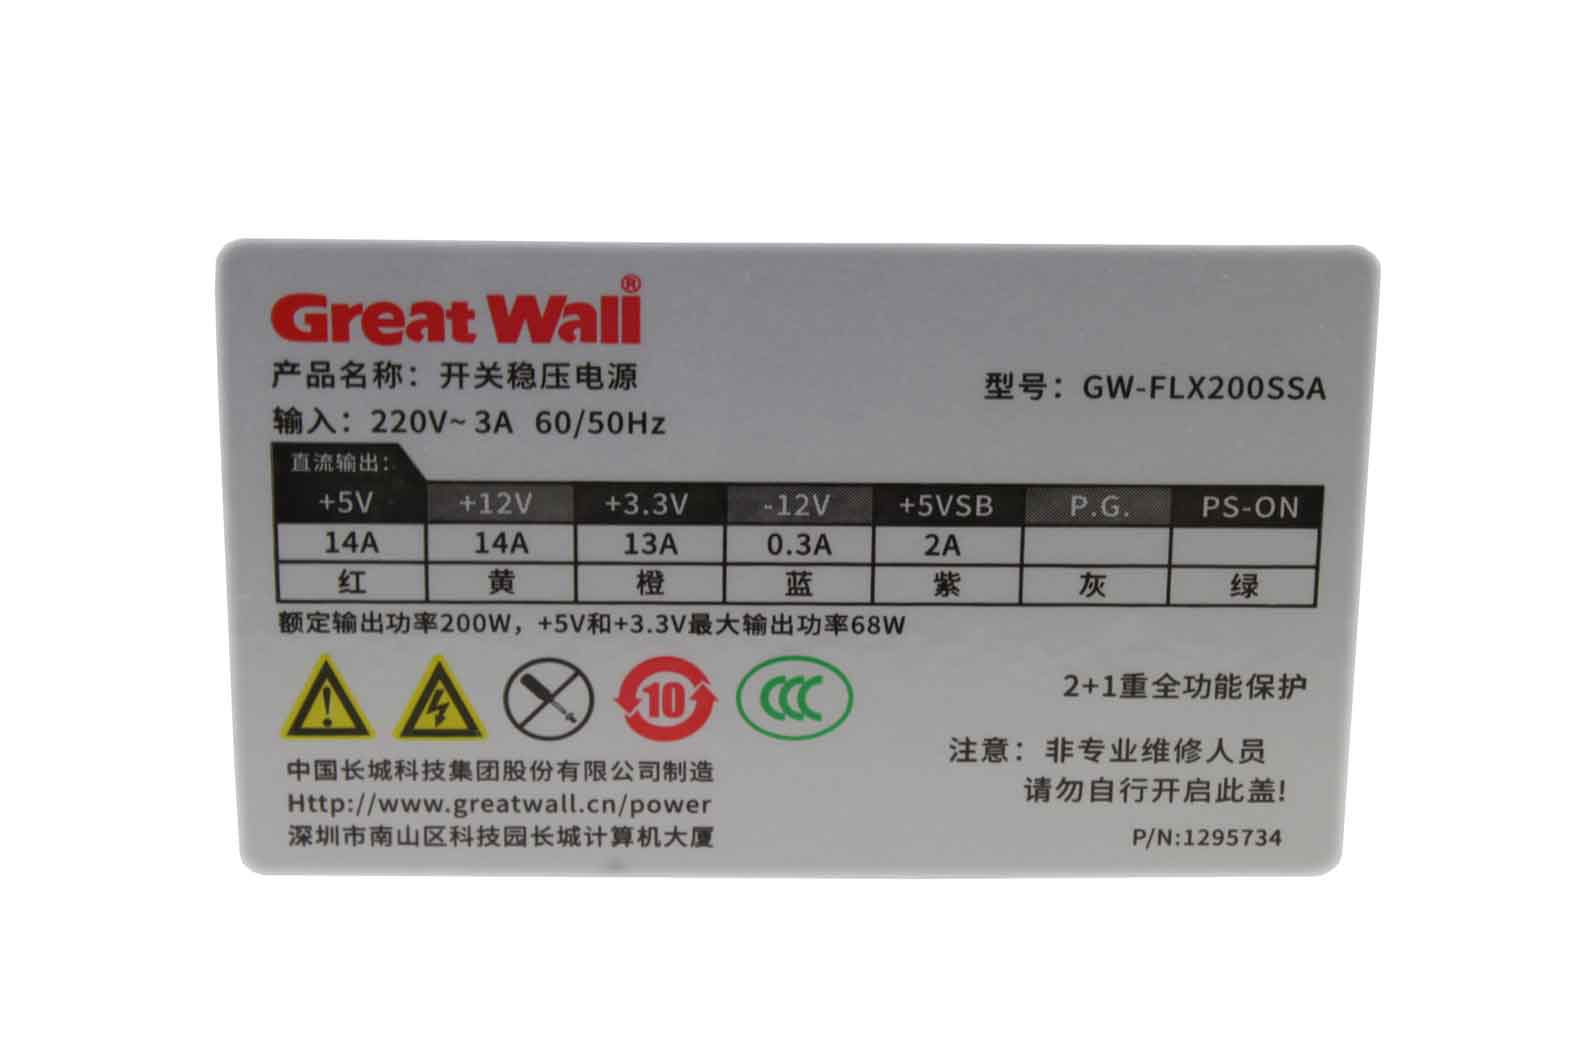 Great Wall®
产品名称：开关稳压电源
型号：GW-FLX200SSA
输入：220V~ 3A 60/50Hz
直流输出：
+5V +12V +3.3V -12V +5VSB P.G. PS-ON
14A 14A 13A 0.3A 2A
红 黄 橙 蓝 紫 灰 绿
额定输出功率200W，+5V和+3.3V最大输出功率68W
10
CCC
2+1重全功能保护
注意：非专业维修人员
请勿自行开启此盖!
中国长城科技集团股份有限公司制造
Http://www.greatwall.cn/power
深圳市南山区科技园长城计算机大厦
P/N:1295734